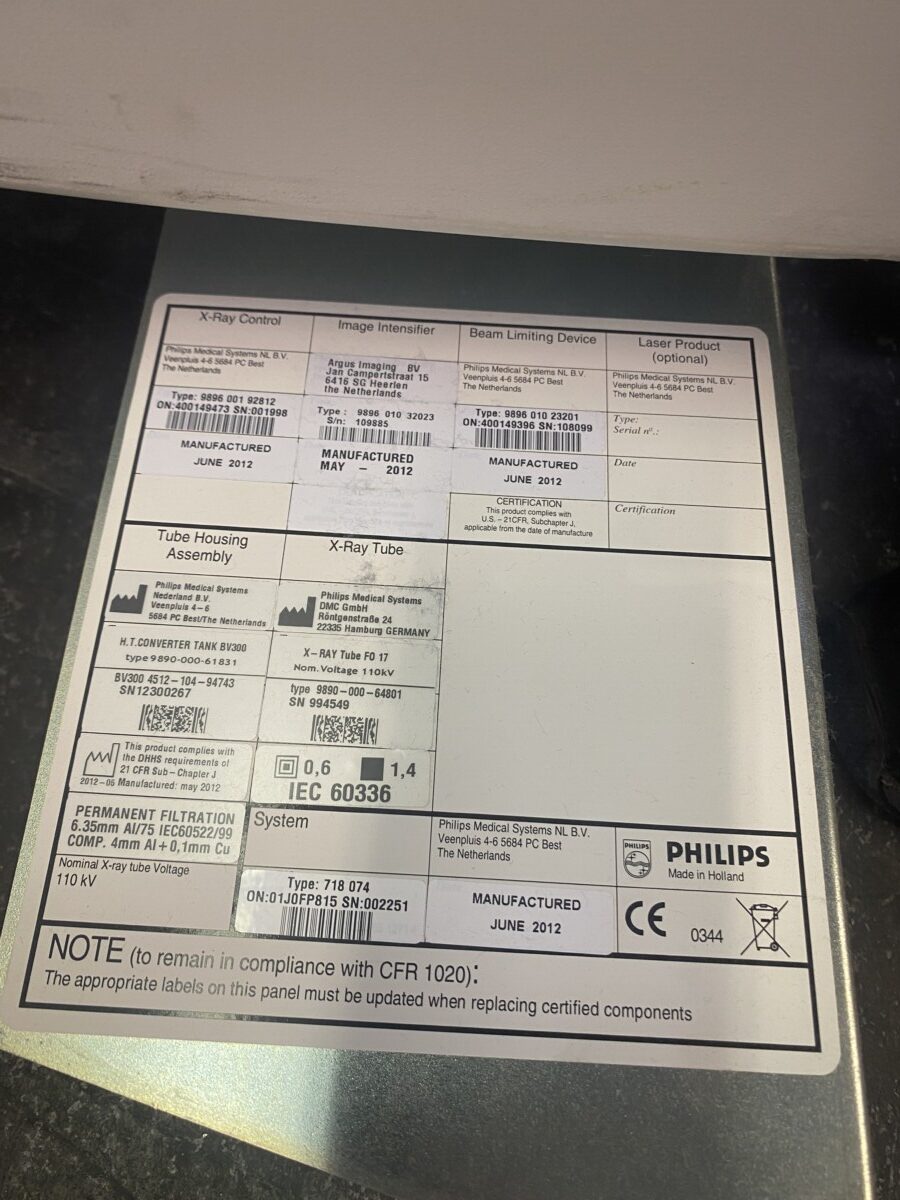 X-Ray Control
Philips Medical Systems NL B.V.
Veenpluis 4-6 5684 PC Best
The Netherlands
Type: 9896 001 92812
ON:400149473 SN:001998
MANUFACTURED
JUNE 2012
Image Intensifier
Argus Imaging BV
Jan Campertstraat 15
6416 SG Heerlen
the Netherlands
Type : 9896 010 32023
S/n: 109885
MANUFACTURED
MAY - 2012
Beam Limiting Device
Philips Medical Systems NL B.V.
Veenpluis 4-6 5684 PC Best
The Netherlands
Type: 9896 010 23201
ON:400149396 SN:108099
MANUFACTURED
JUNE 2012
CERTIFICATION
This product complies with
U.S. - 21CFR, Subchapter J,
applicable from the date of manufacture
Laser Product
(optional)
Philips Medical Systems NL B.V.
Veenpluis 4-6 5684 PC Best
The Netherlands
Type:
Serial nº.:
Date
Certification
Tube Housing
Assembly
Philips Medical Systems
Nederland B.V.
Veenpluis 4-6
5684 PC Best/The Netherlands
H.T.CONVERTER TANK BV300
type 9890-000-61831
BV300 4512-104-94743
SN12300267
This product complies with
the DHHS requirements of
21 CFR Sub-Chapter J
2012-05 Manufactured: may 2012
X-Ray Tube
Philips Medical Systems
DMC GmbH
Röntgenstraße 24
22335 Hamburg GERMANY
X-RAY Tube FO 17
Nom. Voltage 110kV
type 9890-000-64801
SN 994549
0,6 1,4
IEC 60336
PERMANENT FILTRATION
6.35mm Al/75 IEC60522/99
COMP. 4mm Al+0,1mm Cu
Nominal X-ray tube Voltage
110 kV
System
Type: 718 074
ON:01J0FP815 SN:002251
Philips Medical Systems NL B.V.
Veenpluis 4-6 5684 PC Best
The Netherlands
MANUFACTURED
JUNE 2012
PHILIPS
PHILIPS
Made in Holland
CE 0344
NOTE (to remain in compliance with CFR 1020):
The appropriate labels on this panel must be updated when replacing certified components